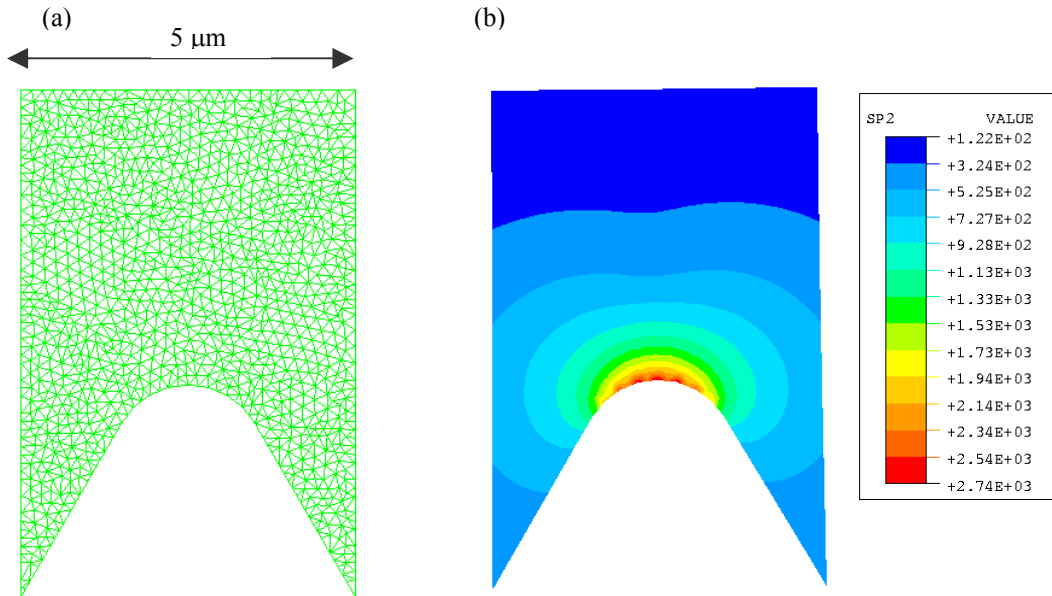 (a)
5 μm
(b)
SP2 VALUE
+1.22E+02
+3.24E+02
+5.25E+02
+7.27E+02
+9.28E+02
+1.13E+03
+1.33E+03
+1.53E+03
+1.73E+03
+1.94E+03
+2.14E+03
+2.34E+03
+2.54E+03
+2.74E+03